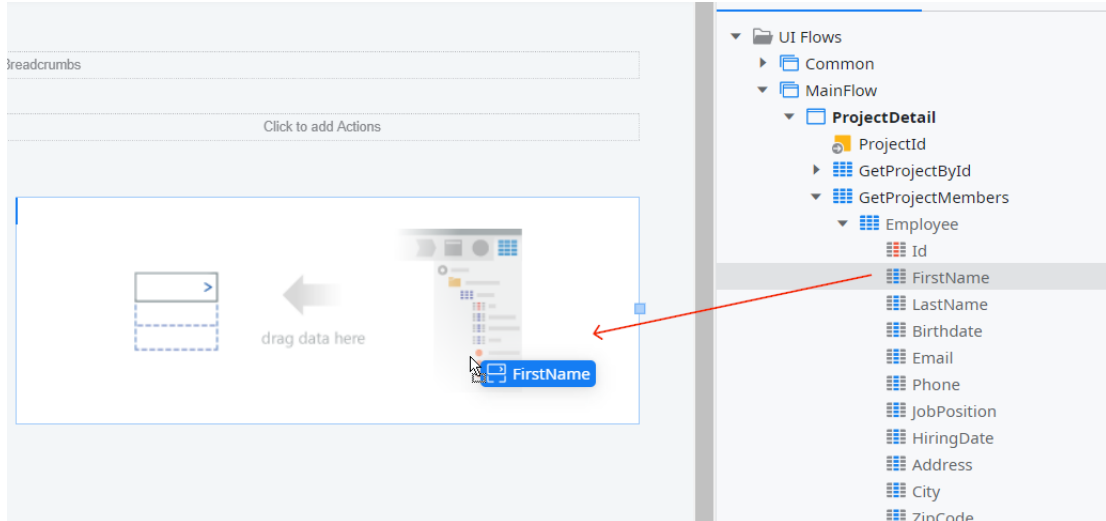 Breadcrumbs
Click to add Actions
drag data here
FirstName
UI Flows
Common
MainFlow
ProjectDetail
ProjectId
GetProjectById
GetProjectMembers
Employee
Id
FirstName
LastName
Birthdate
Email
Phone
JobPosition
HiringDate
Address
City
ZipCode